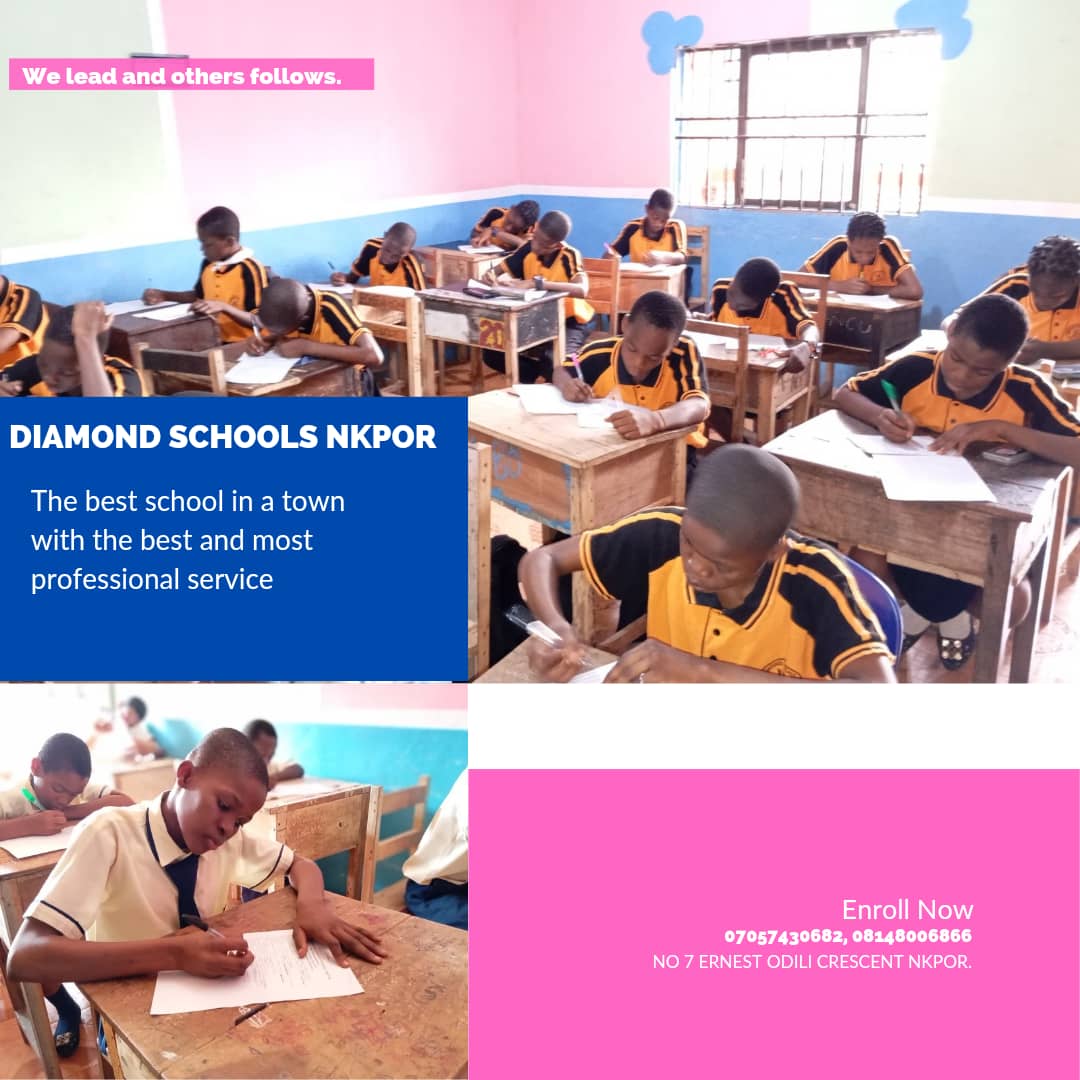 We lead and others follows.
DIAMOND SCHOOLS NKPOR
The best school in a town
with the best and most
professional service
Enroll Now
07057430682, 08148006866
NO 7 ERNEST ODILI CRESCENT NKPOR.